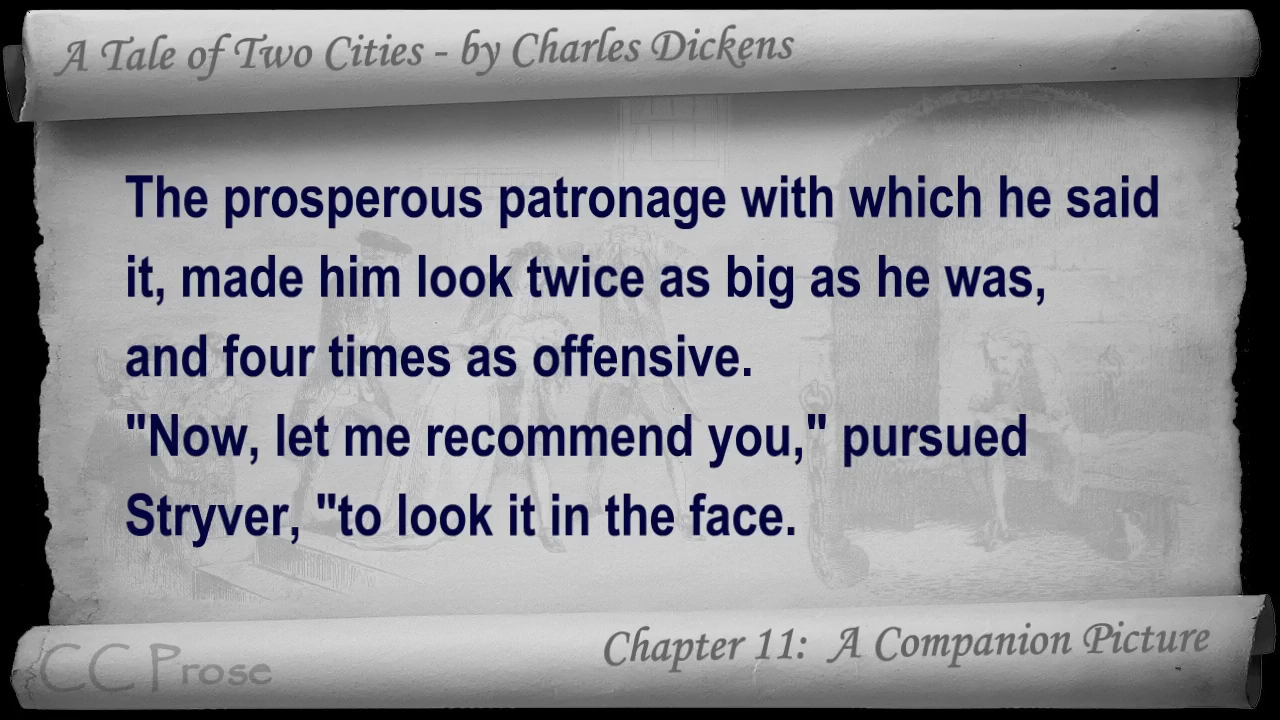 A Tale of Two Cities - by Charles Dickens
The prosperous patronage with which he said
it, made him look twice as big as he was,
and four times as offensive.
"Now, let me recommend you," pursued
Stryver, "to look it in the face.
Chapter 11: A Companion Picture
CC Prose